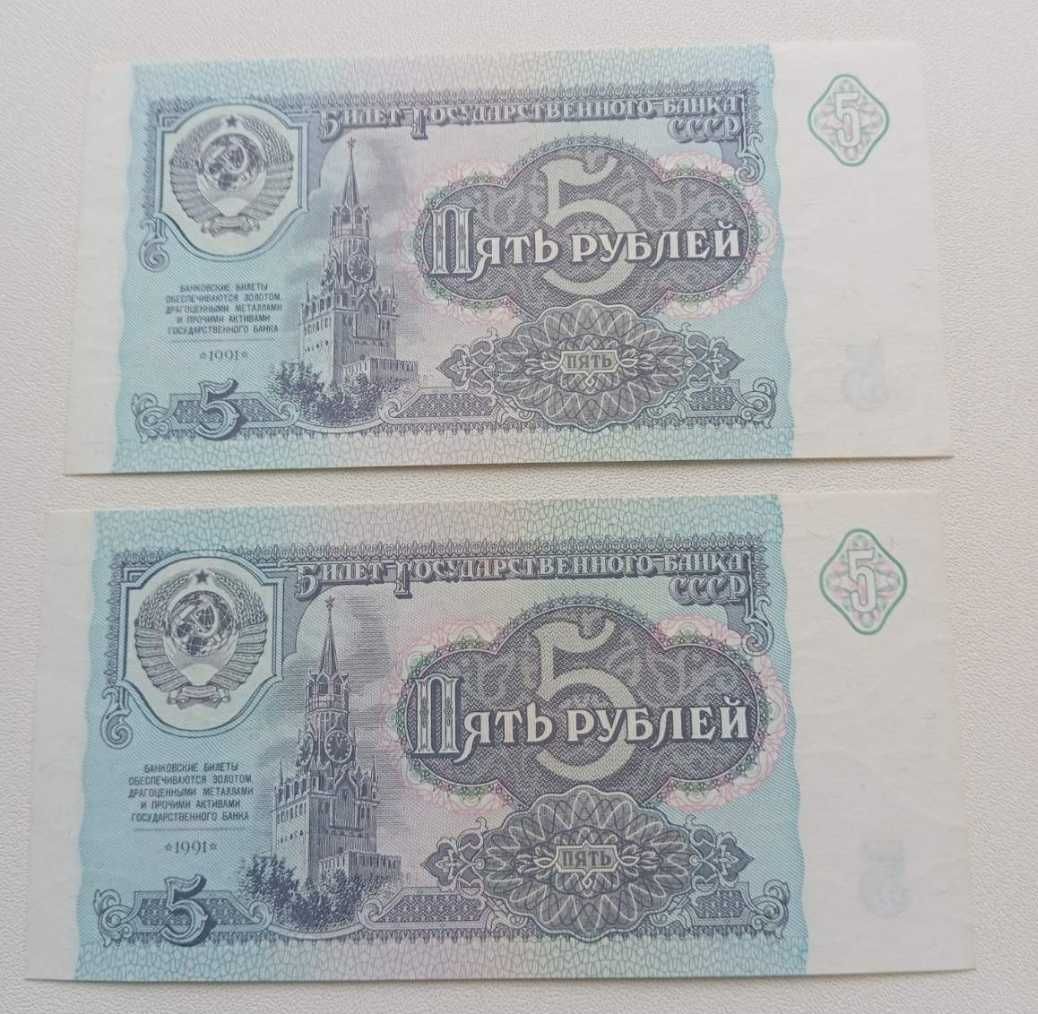 БИЛЕТ ГОСУДАРСТВЕННОГО БАНКА
СССР
5
5
ПЯТЬ РУБЛЕЙ
БАНКОВСКИЕ БИЛЕТЫ
ОБЕСПЕЧИВАЮТСЯ ЗОЛОТОМ,
ДРАГОЦЕННЫМИ МЕТАЛЛАМИ
И ПРОЧИМИ АКТИВАМИ
ГОСУДАРСТВЕННОГО БАНКА
*1991*
ПЯТЬ
5
БИЛЕТ ГОСУДАРСТВЕННОГО БАНКА
СССР
5
5
ПЯТЬ РУБЛЕЙ
БАНКОВСКИЕ БИЛЕТЫ
ОБЕСПЕЧИВАЮТСЯ ЗОЛОТОМ,
ДРАГОЦЕННЫМИ МЕТАЛЛАМИ
И ПРОЧИМИ АКТИВАМИ
ГОСУДАРСТВЕННОГО БАНКА
*1991*
ПЯТЬ
5